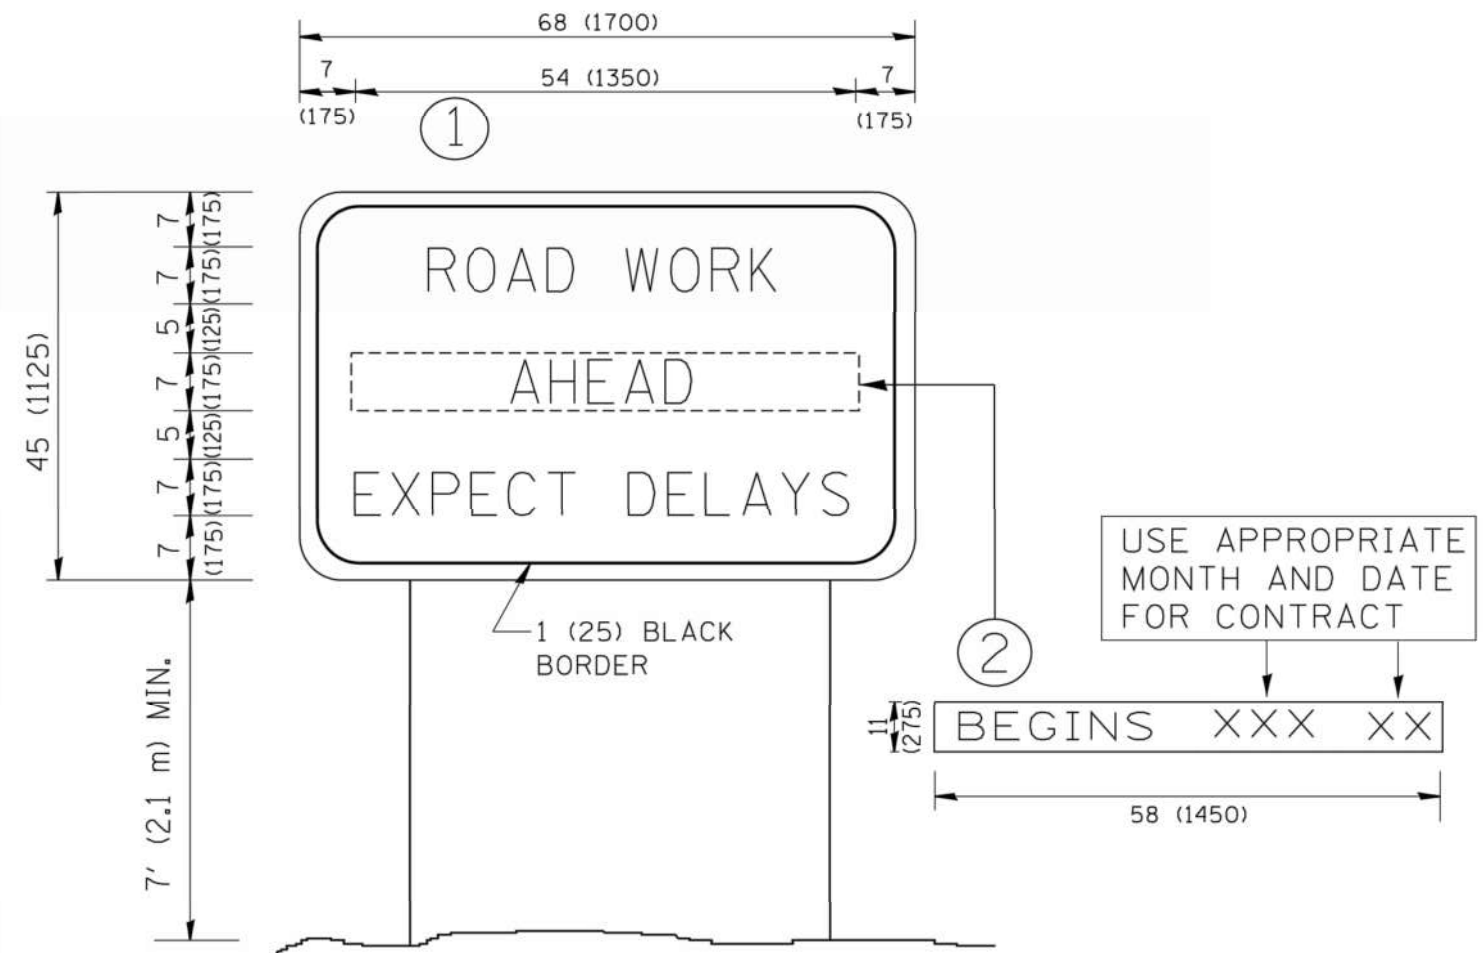 68 (1700)
7
54 (1350)
7
(175)
(175)
1
45 (1125)
7
(175)
7
(175)
5
(125)
7
(175)
5
(125)
7
(175)
7
(175)
ROAD WORK
AHEAD
EXPECT DELAYS
1 (25) BLACK
BORDER
7' (2.1 m) MIN.
2
USE APPROPRIATE
MONTH AND DATE
FOR CONTRACT
11
(275)
BEGINS XXX XX
58 (1450)